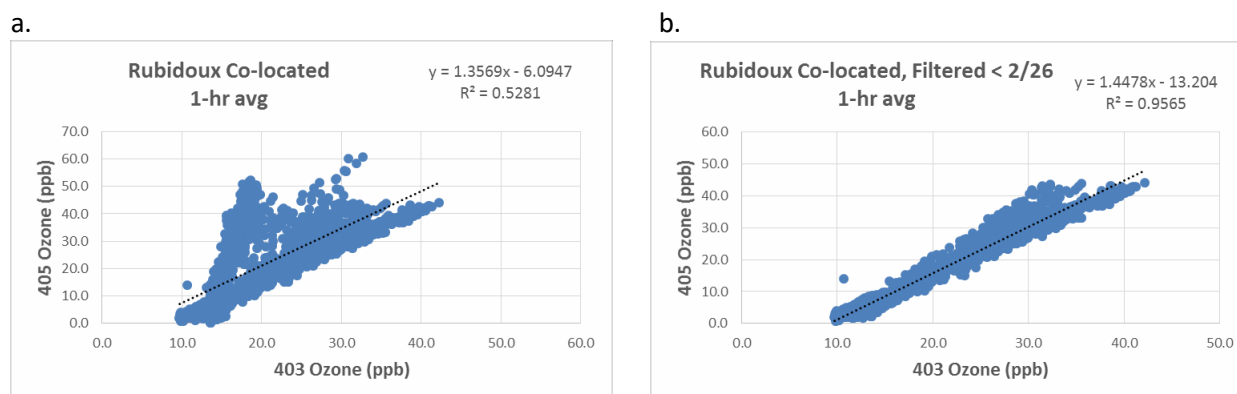 a.
Rubidoux Co-located
1-hr avg
y = 1.3569x - 6.0947
R² = 0.5281
70.0
60.0
50.0
40.0
30.0
20.0
10.0
0.0
405 Ozone (ppb)
0.0 10.0 20.0 30.0 40.0 50.0 60.0
403 Ozone (ppb)
b.
Rubidoux Co-located, Filtered < 2/26
1-hr avg
y = 1.4478x - 13.204
R² = 0.9565
60.0
50.0
40.0
30.0
20.0
10.0
0.0
405 Ozone (ppb)
0.0 10.0 20.0 30.0 40.0 50.0
403 Ozone (ppb)